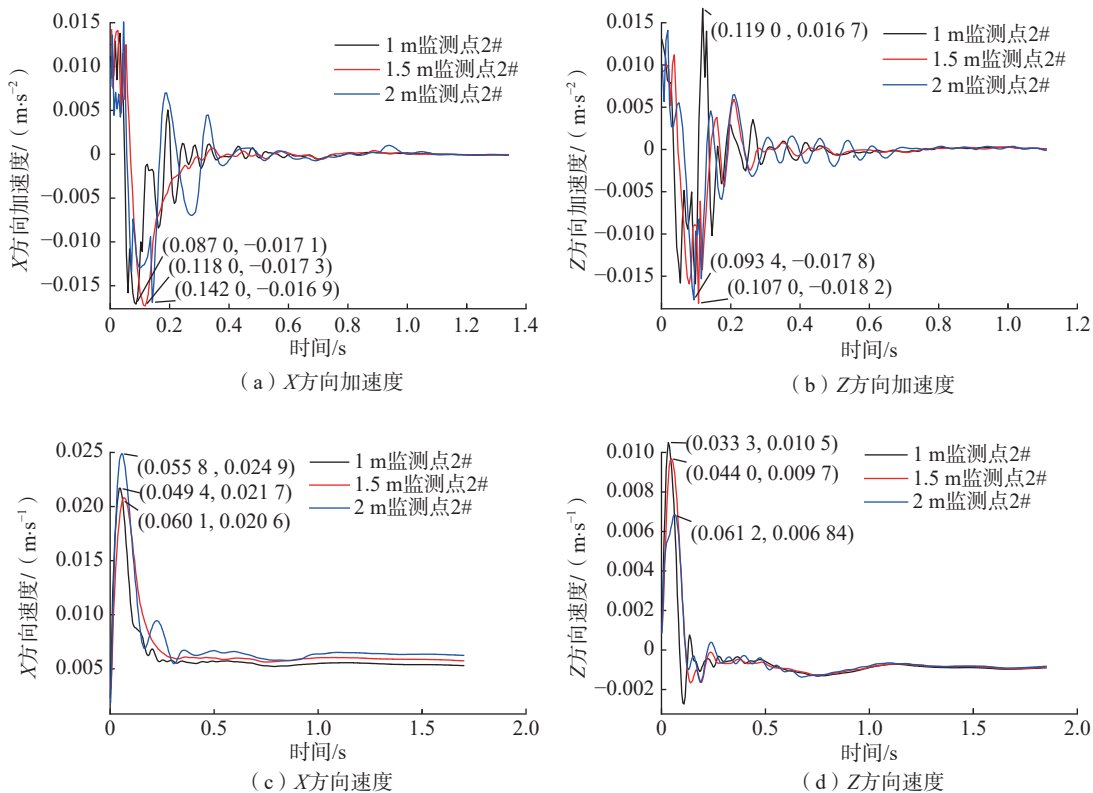 0.015
0.010
0.005
0
−0.005
−0.010
−0.015
X方向加速度/（m·s⁻²）
1 m监测点2#
1.5 m监测点2#
2 m监测点2#
(0.087 0, −0.017 1)
(0.118 0, −0.017 3)
(0.142 0, −0.016 9)
0 0.2 0.4 0.6 0.8 1.0 1.2 1.4
时间/s
（a）X方向加速度
0.015
0.010
0.005
0
−0.005
−0.010
−0.015
Z方向加速度/（m·s⁻²）
(0.119 0 , 0.016 7)
1 m监测点2#
1.5 m监测点2#
2 m监测点2#
(0.093 4, −0.017 8)
(0.107 0, −0.018 2)
0 0.2 0.4 0.6 0.8 1.0 1.2
时间/s
（b）Z方向加速度
0.025
0.020
0.015
0.010
0.005
X方向速度/（m·s⁻¹）
(0.055 8 , 0.024 9)
(0.049 4, 0.021 7)
(0.060 1, 0.020 6)
1 m监测点2#
1.5 m监测点2#
2 m监测点2#
0 0.5 1.0 1.5 2.0
时间/s
（c）X方向速度
0.010
0.008
0.006
0.004
0.002
0
−0.002
Z方向速度/（m·s⁻¹）
(0.033 3, 0.010 5)
(0.044 0, 0.009 7)
(0.061 2, 0.006 84)
1 m监测点2#
1.5 m监测点2#
2 m监测点2#
0 0.5 1.0 1.5 2.0
时间/s
（d）Z方向速度